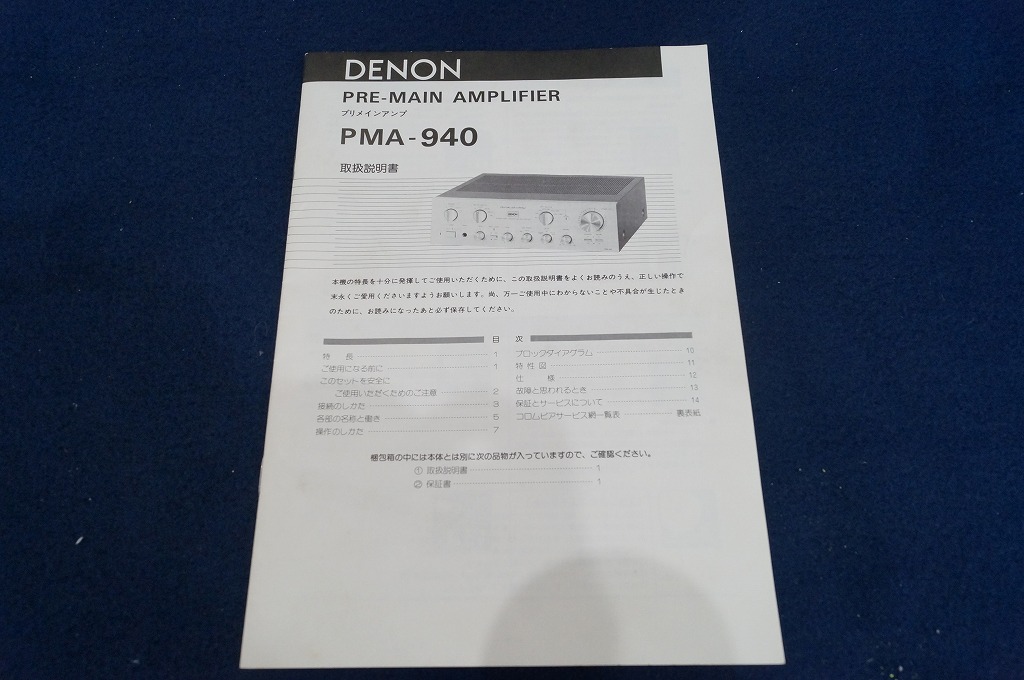 DENON
PRE-MAIN AMPLIFIER
プリメインアンプ
PMA-940
取扱説明書
DENON
本機の特長を十分に発揮してご使用いただくために、この取扱説明書をよくお読みのうえ、正しい操作で
末永くご愛用くださいますようお願いします。尚、万一ご使用中にわからないことや不具合が生じたとき
のために、お読みになったあと必ず保存してください。
目 次
特 長 1
ご使用になる前に 1
このセットを安全に
ご使用いただくためのご注意 2
接続のしかた 3
各部の名称と働き 5
操作のしかた 7
ブロックダイアグラム 10
特性図 11
仕 様 12
故障と思われるとき 13
保証とサービスについて 14
コロムビアサービス網一覧表 裏表紙
梱包箱の中には本体とは別に次の品物が入っていますので、ご確認ください。
① 取扱説明書 1
② 保証書 1